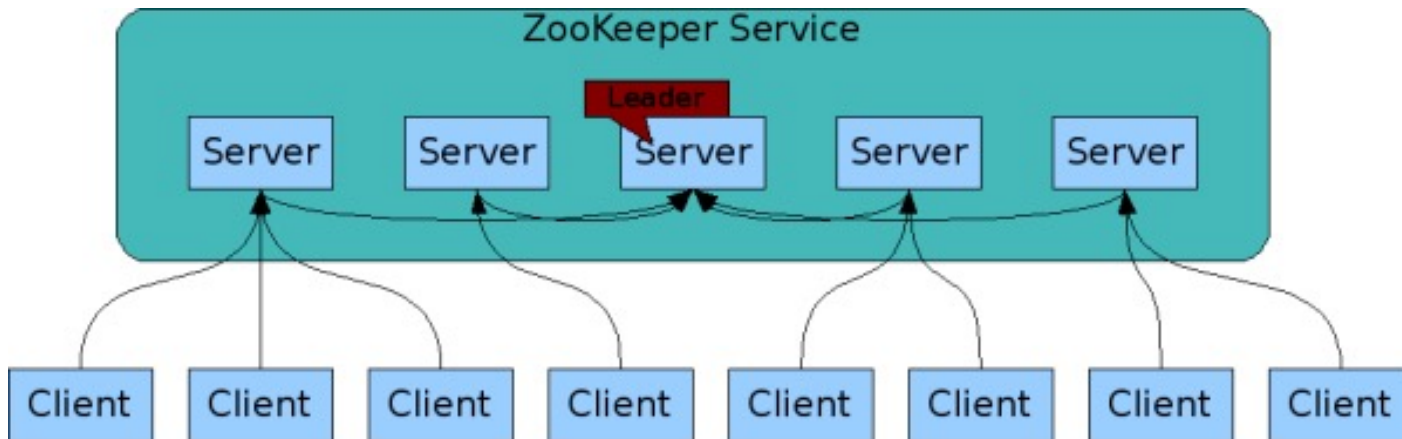 ZooKeeper Service
Leader
Server Server Server Server Server
Client Client Client Client Client Client Client Client